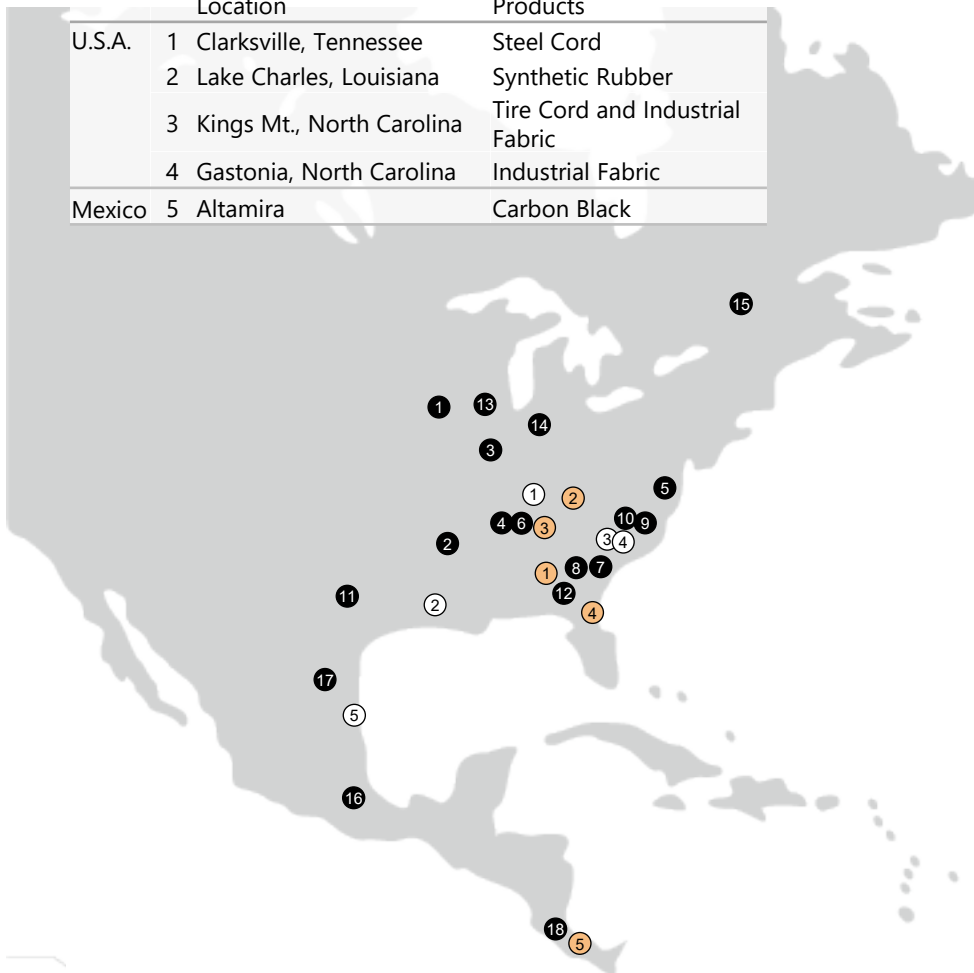 Location Products
U.S.A. 1 Clarksville, Tennessee Steel Cord
2 Lake Charles, Louisiana Synthetic Rubber
3 Kings Mt., North Carolina Tire Cord and Industrial
Fabric
4 Gastonia, North Carolina Industrial Fabric
Mexico 5 Altamira Carbon Black
15
1 13
14
3
1 2 5
4 6 3 10 9
2 3 4
1 8 7
11 2 12
4
17
5
16
18 5